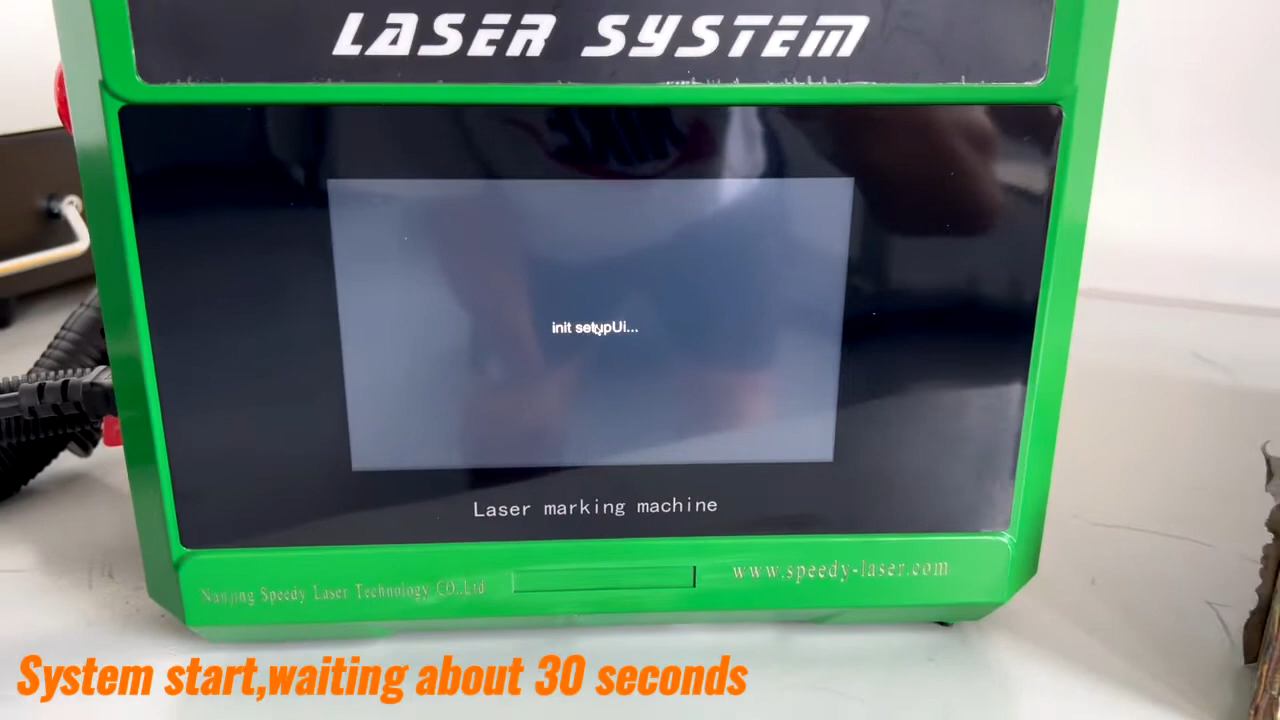 LASER SYSTEM
NIKE
init setupUi...
Laser marking machine
Nanjing Speedy Laser Technology CO.,Ltd
www.speedy-laser.com
System start,waiting about 30 seconds